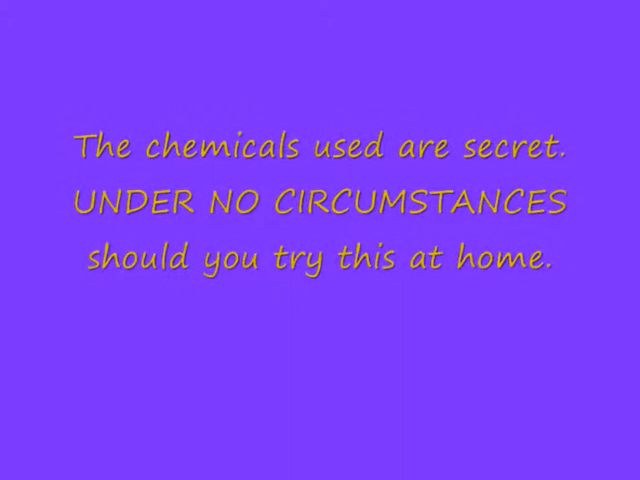 The chemicals used are secret.
UNDER NO CIRCUMSTANCES
should you try this at home.